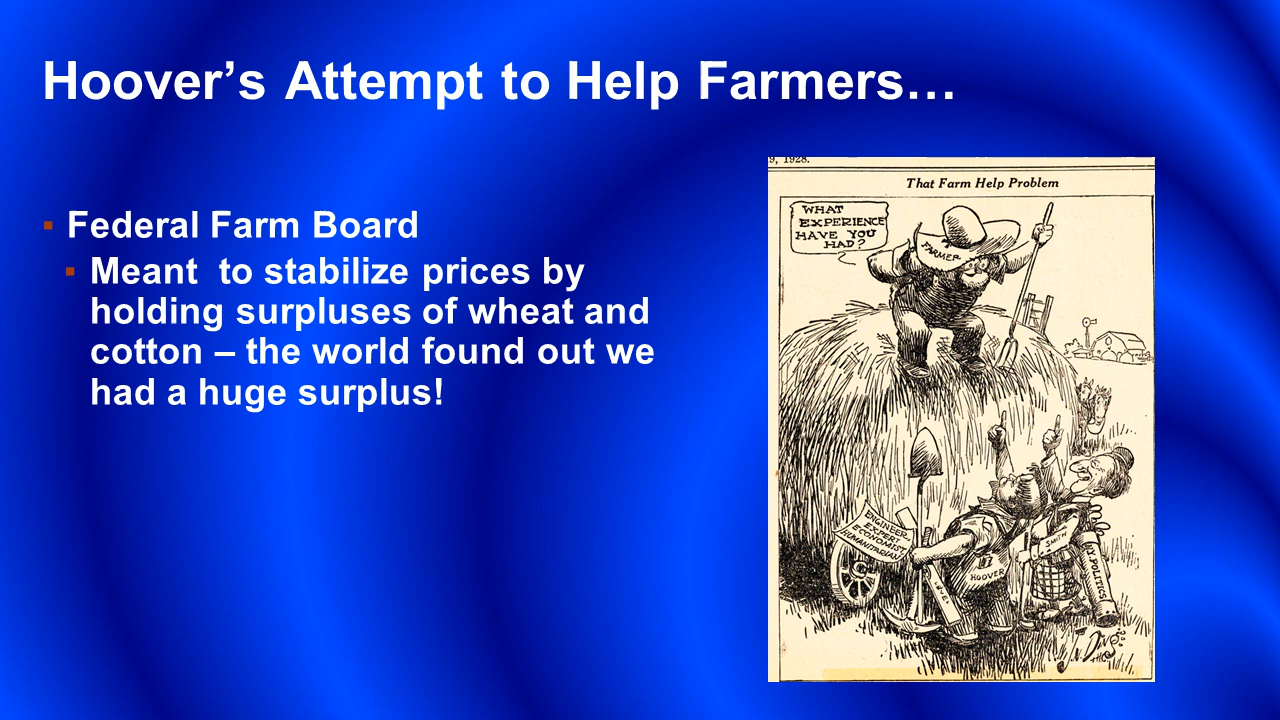 Hoover’s Attempt to Help Farmers…
▪ Federal Farm Board
▪ Meant  to stabilize prices by
holding surpluses of wheat and
cotton – the world found out we
had a huge surplus!
9, 1928.
That Farm Help Problem
WHAT
EXPERIENCE
HAVE YOU
HAD?
FARMER
ENGINEER
EXPERT
ECONOMIST
HUMANITARIAN
HOOVER
SMITH
N.Y. POLITICS